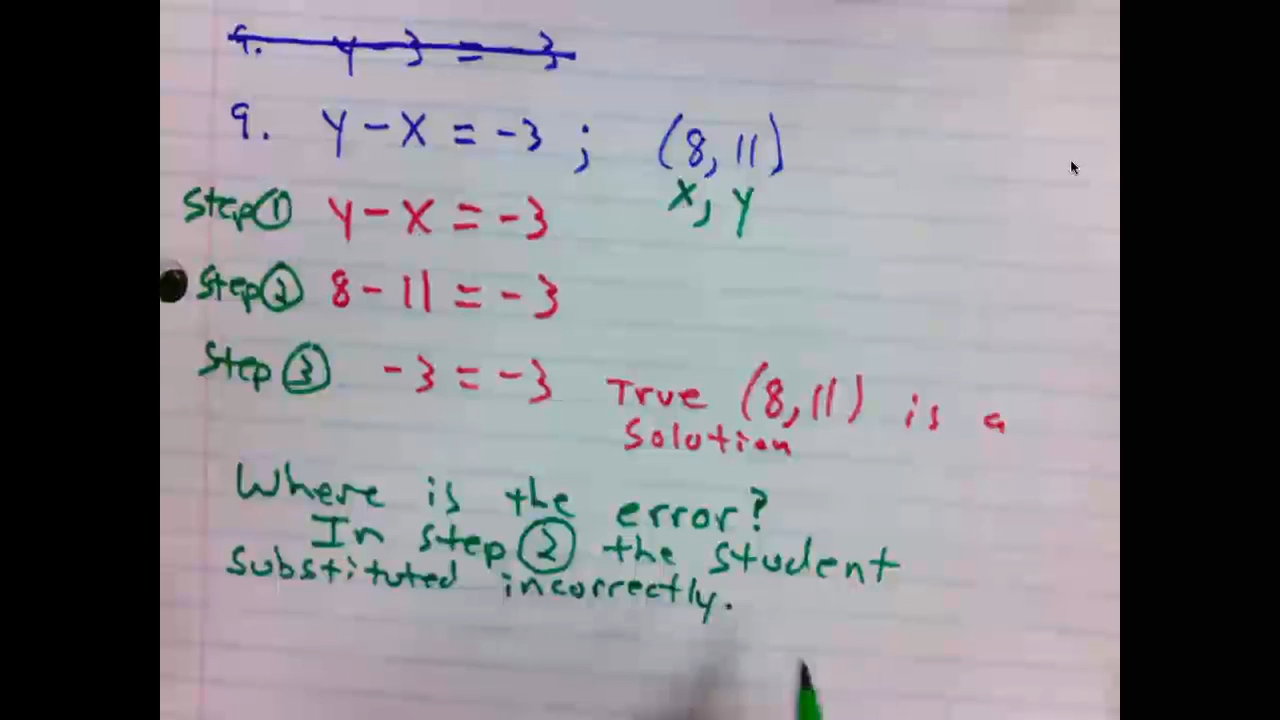 9. y - 3 = 3
9. y - x = -3 ; (8, 11)
x, y
Step ① y - x = -3
Step ② 8 - 11 = -3
Step ③ -3 = -3 True (8, 11) is a
Solution
Where is the error?
In step ② the student
substituted incorrectly.